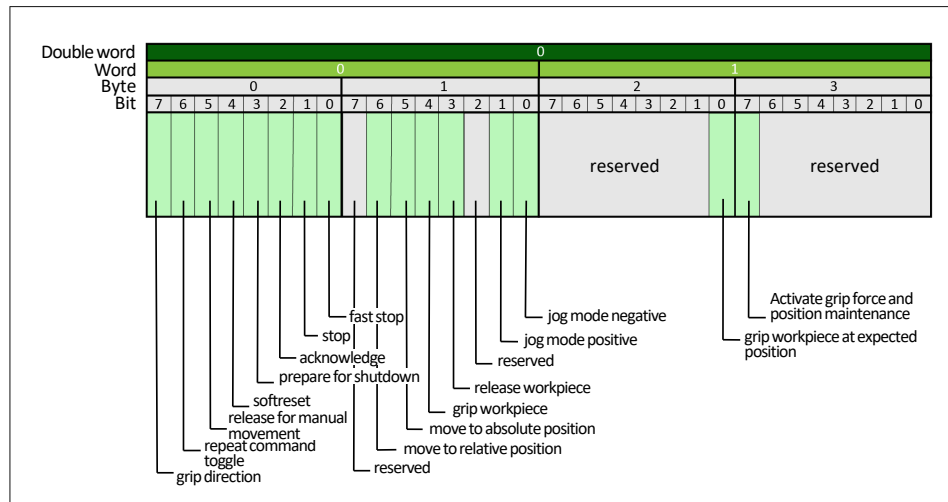 Double word 0
Word 0 1
Byte 0 1 2 3
Bit 7 6 5 4 3 2 1 0 7 6 5 4 3 2 1 0 7 6 5 4 3 2 1 0 7 6 5 4 3 2 1 0
reserved reserved
fast stop
stop
acknowledge
prepare for shutdown
softreset
release for manual
movement
repeat command
toggle
grip direction
jog mode negative
jog mode positive
reserved
release workpiece
grip workpiece
move to absolute position
move to relative position
reserved
Activate grip force and
position maintenance
grip workpiece at expected
position